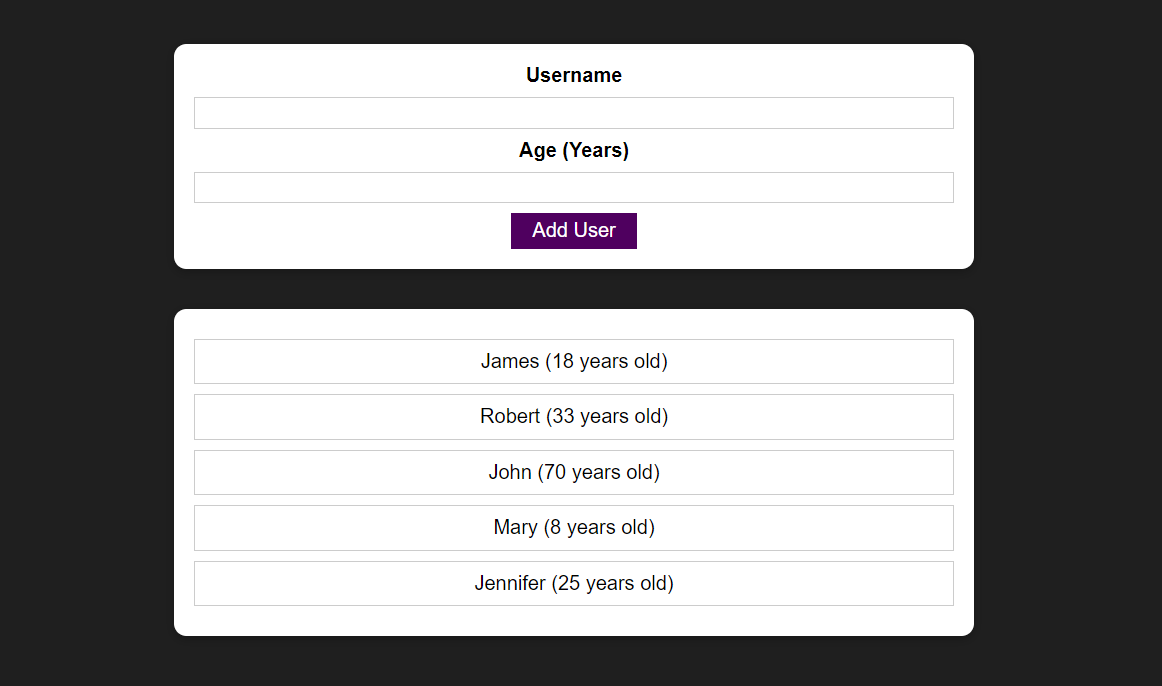 Username
Age (Years)
Add User
James (18 years old)
Robert (33 years old)
John (70 years old)
Mary (8 years old)
Jennifer (25 years old)